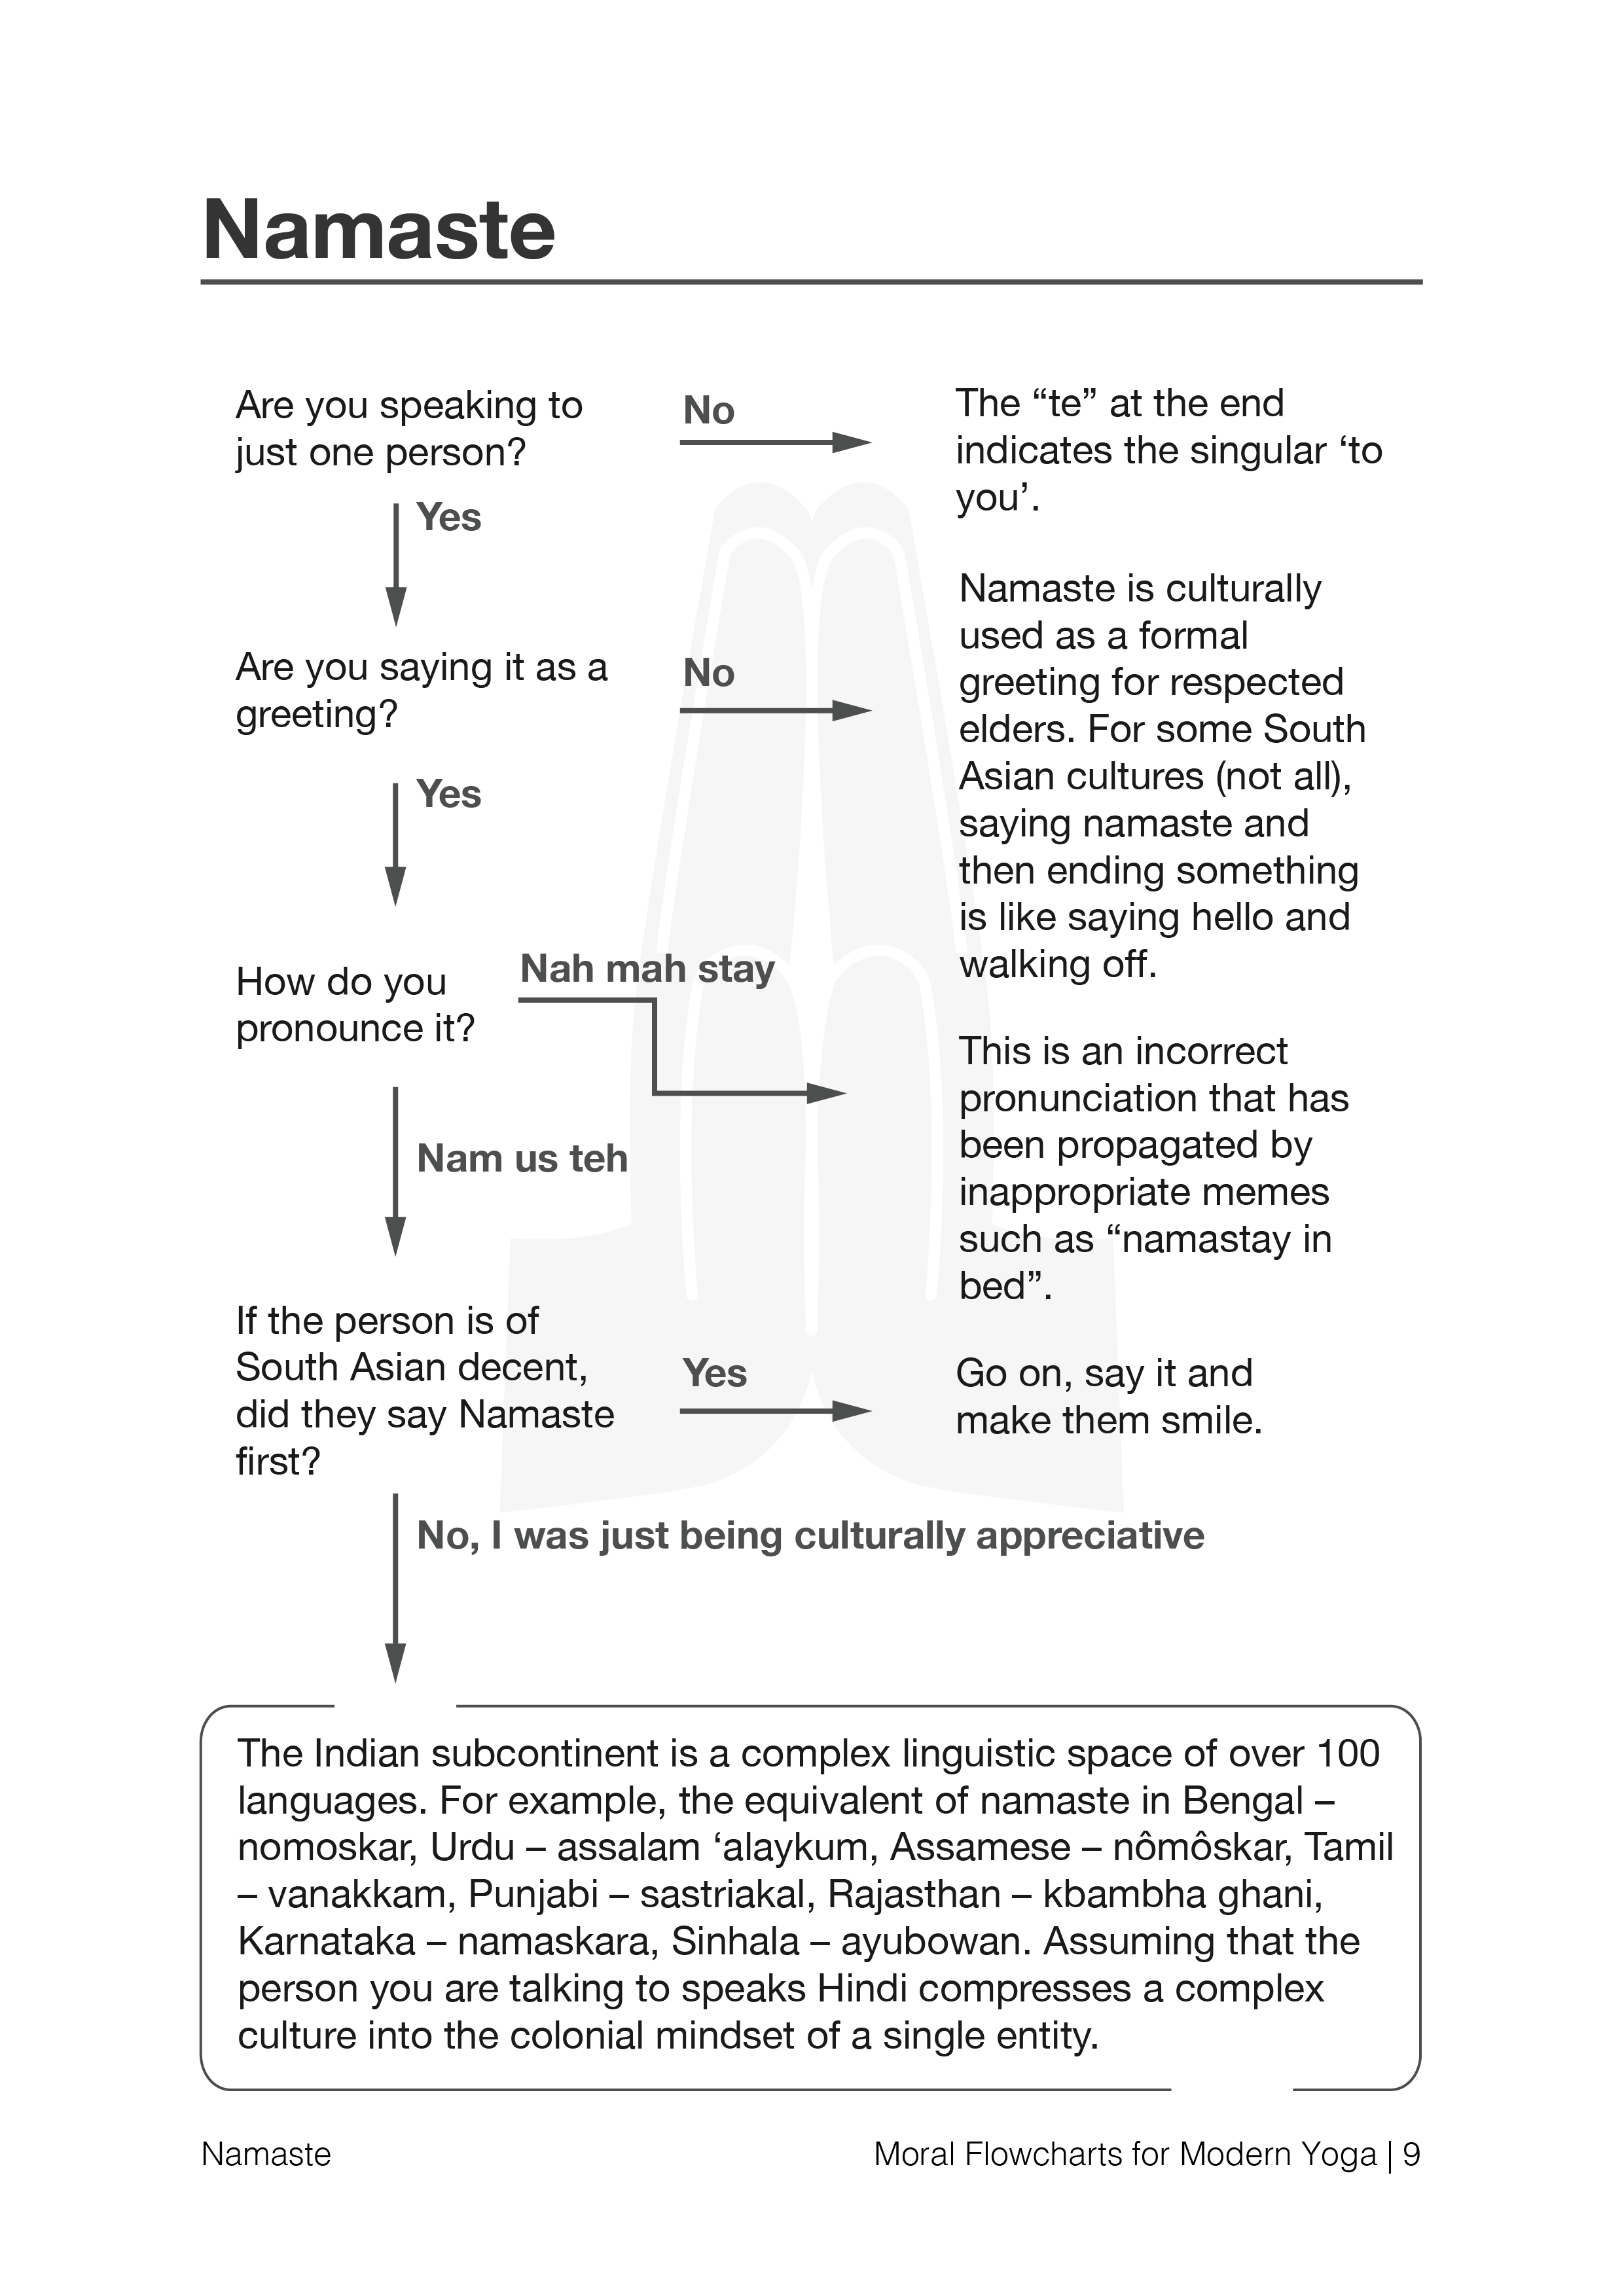 Namaste
Are you speaking to
just one person?
No
The “te” at the end
indicates the singular ‘to
you’.
Yes
Are you saying it as a
greeting?
No
Namaste is culturally
used as a formal
greeting for respected
elders. For some South
Asian cultures (not all),
saying namaste and
then ending something
is like saying hello and
walking off.
Yes
How do you
pronounce it?
Nah mah stay
This is an incorrect
pronunciation that has
been propagated by
inappropriate memes
such as “namastay in
bed”.
Nam us teh
If the person is of
South Asian decent,
did they say Namaste
first?
Yes
Go on, say it and
make them smile.
No, I was just being culturally appreciative
The Indian subcontinent is a complex linguistic space of over 100
languages. For example, the equivalent of namaste in Bengal –
nomoskar, Urdu – assalam ‘alaykum, Assamese – nômôskar, Tamil
– vanakkam, Punjabi – sastriakal, Rajasthan – kbambha ghani,
Karnataka – namaskara, Sinhala – ayubowan. Assuming that the
person you are talking to speaks Hindi compresses a complex
culture into the colonial mindset of a single entity.
Namaste
Moral Flowcharts for Modern Yoga | 9